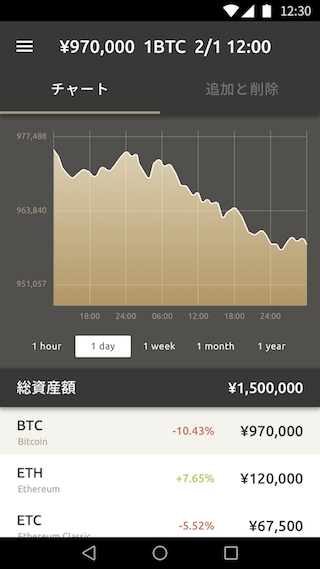 12:30
¥970,000 1BTC 2/1 12:00
チャート 追加と削除
977,488
963,840
951,057
18:00 24:00 06:00 12:00 18:00 24:00
1 hour 1 day 1 week 1 month 1 year
総資産額 ¥1,500,000
BTC -10.43% ¥970,000
Bitcoin
ETH +7.65% ¥120,000
Ethereum
ETC -5.52% ¥67,500
Ethereum Classic